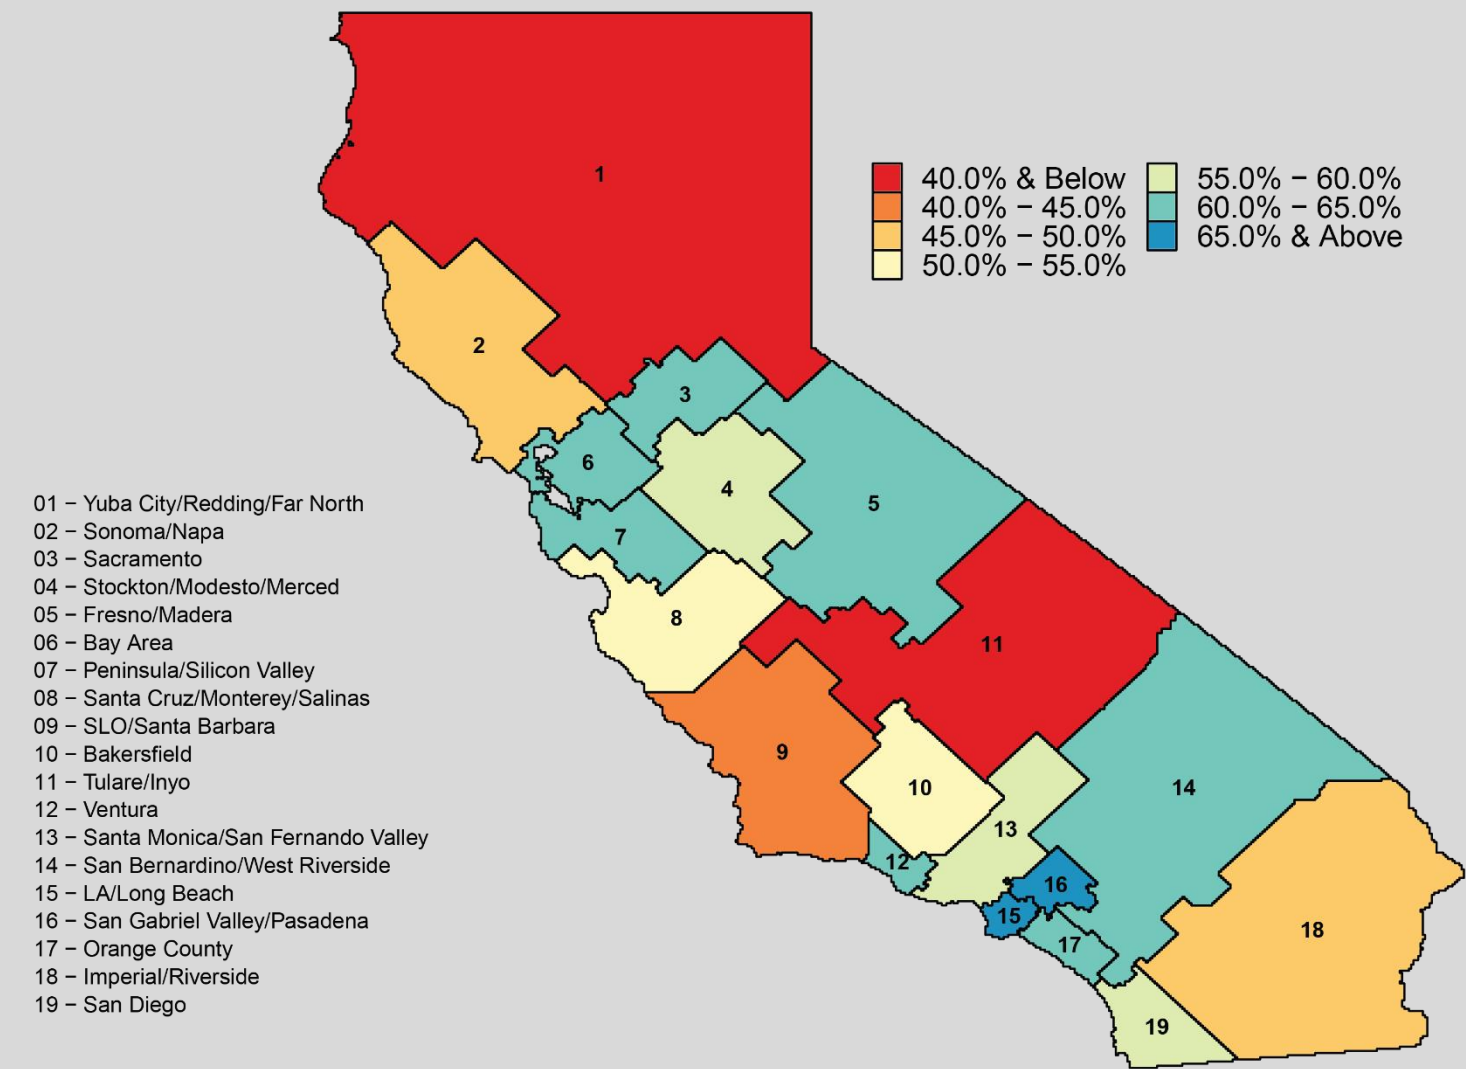 1
40.0% & Below
55.0% − 60.0%
40.0% − 45.0%
60.0% − 65.0%
45.0% − 50.0%
65.0% & Above
50.0% − 55.0%
2
3
6
4
5
7
8
11
9
10
14
13
12
16
15
18
17
19
01 − Yuba City/Redding/Far North
02 − Sonoma/Napa
03 − Sacramento
04 − Stockton/Modesto/Merced
05 − Fresno/Madera
06 − Bay Area
07 − Peninsula/Silicon Valley
08 − Santa Cruz/Monterey/Salinas
09 − SLO/Santa Barbara
10 − Bakersfield
11 − Tulare/Inyo
12 − Ventura
13 − Santa Monica/San Fernando Valley
14 − San Bernardino/West Riverside
15 − LA/Long Beach
16 − San Gabriel Valley/Pasadena
17 − Orange County
18 − Imperial/Riverside
19 − San Diego